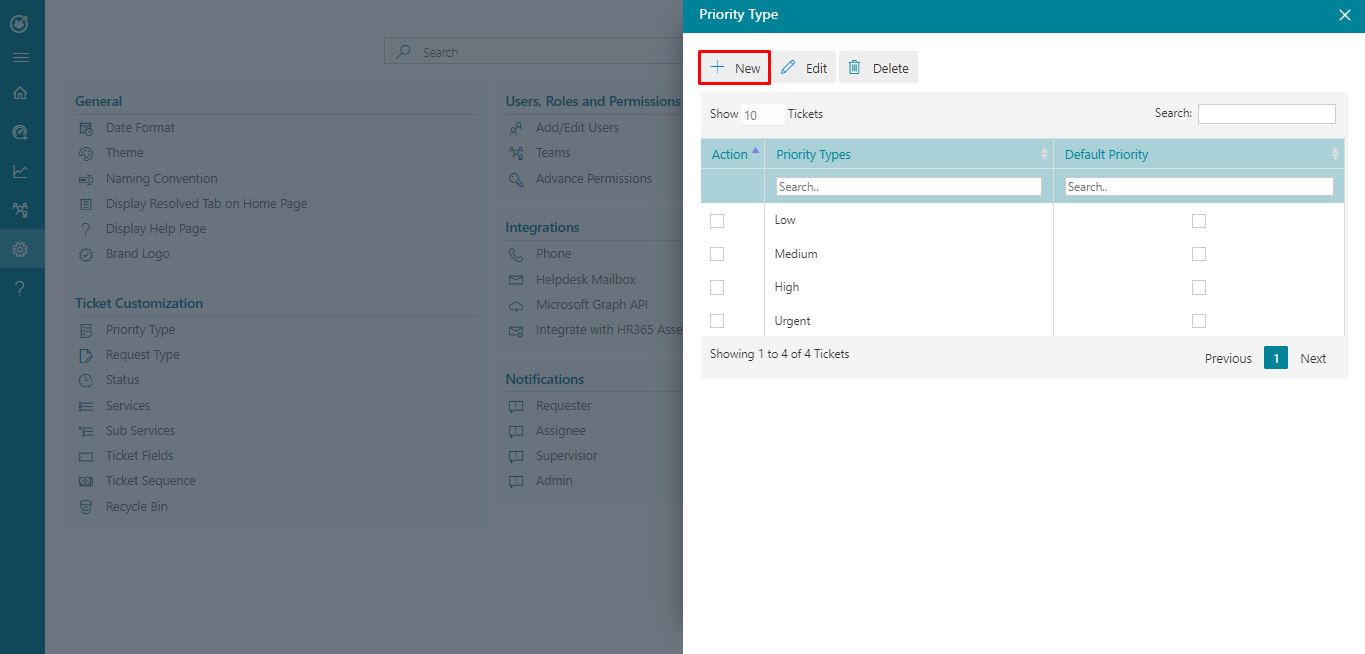 Search
General
Date Format
Theme
Naming Convention
Display Resolved Tab on Home Page
Display Help Page
Brand Logo
Ticket Customization
Priority Type
Request Type
Status
Services
Sub Services
Ticket Fields
Ticket Sequence
Recycle Bin
Users, Roles and Permissions
Add/Edit Users
Teams
Advance Permissions
Integrations
Phone
Helpdesk Mailbox
Microsoft Graph API
Integrate with HR365 Asse
Notifications
Requester
Assignee
Supervisior
Admin
Priority Type
New Edit Delete
Show 10 Tickets Search:
Action Priority Types Default Priority
Search.. Search..
Low
Medium
High
Urgent
Showing 1 to 4 of 4 Tickets
Previous 1 Next